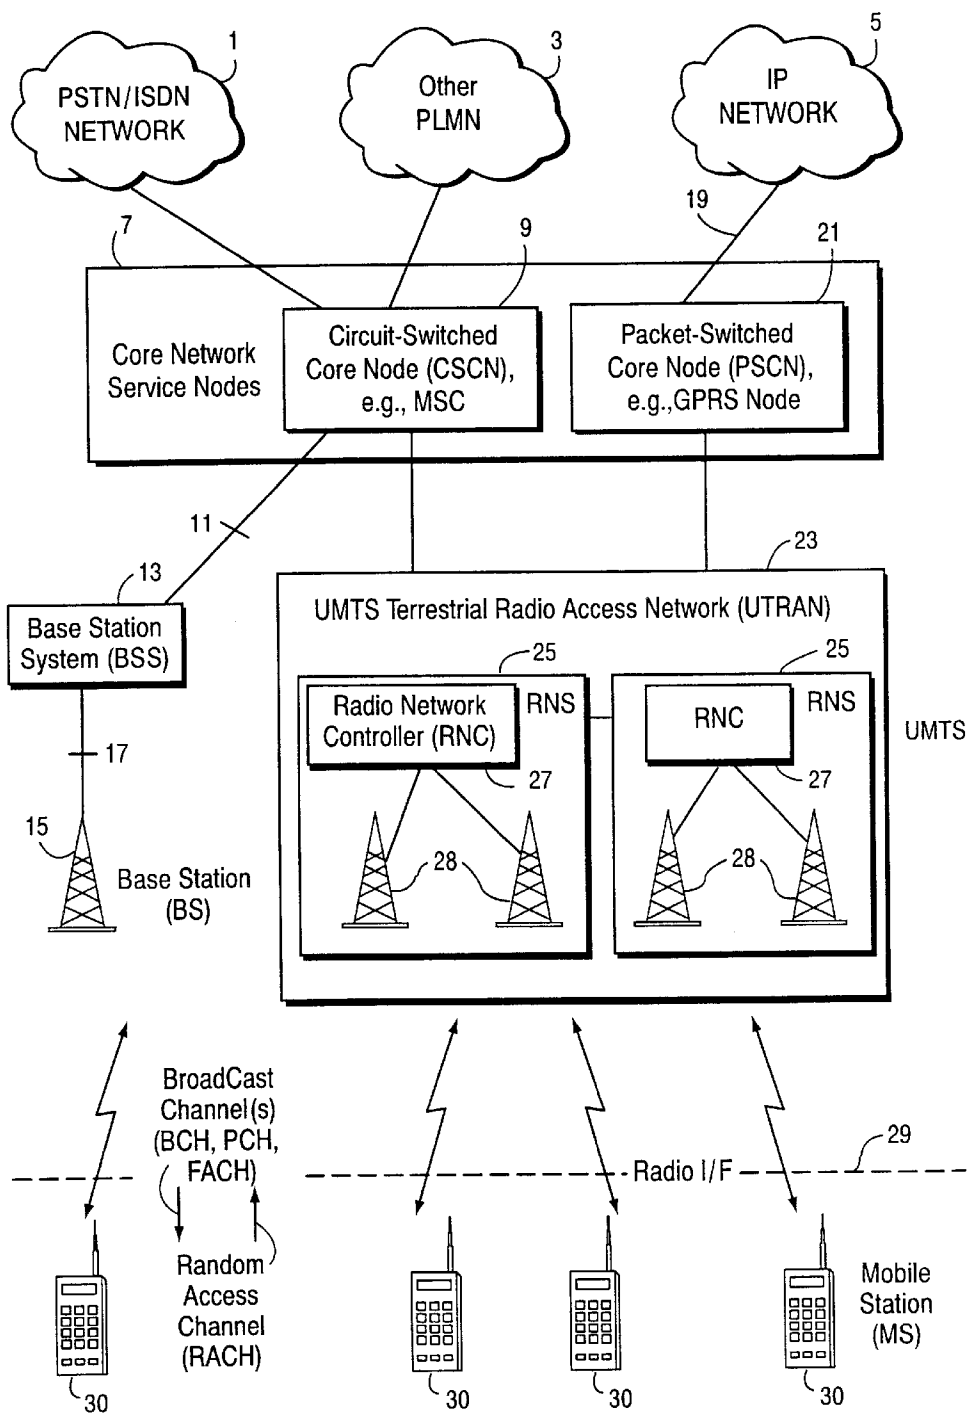 1
3
5
PSTN/ISDN
NETWORK
Other
PLMN
IP
NETWORK
19
7
9
21
Core Network
Service Nodes
Circuit-Switched
Core Node (CSCN),
e.g., MSC
Packet-Switched
Core Node (PSCN),
e.g.,GPRS Node
11
23
13
Base Station
System (BSS)
UMTS Terrestrial Radio Access Network (UTRAN)
25
25
Radio Network
Controller (RNC)
RNS
RNC
RNS
UMTS
17
27
27
15
28
28
Base Station
(BS)
BroadCast
Channel(s)
(BCH, PCH,
FACH)
29
Radio I/F
Random
Access
Channel
(RACH)
Mobile
Station
(MS)
30
30
30
30